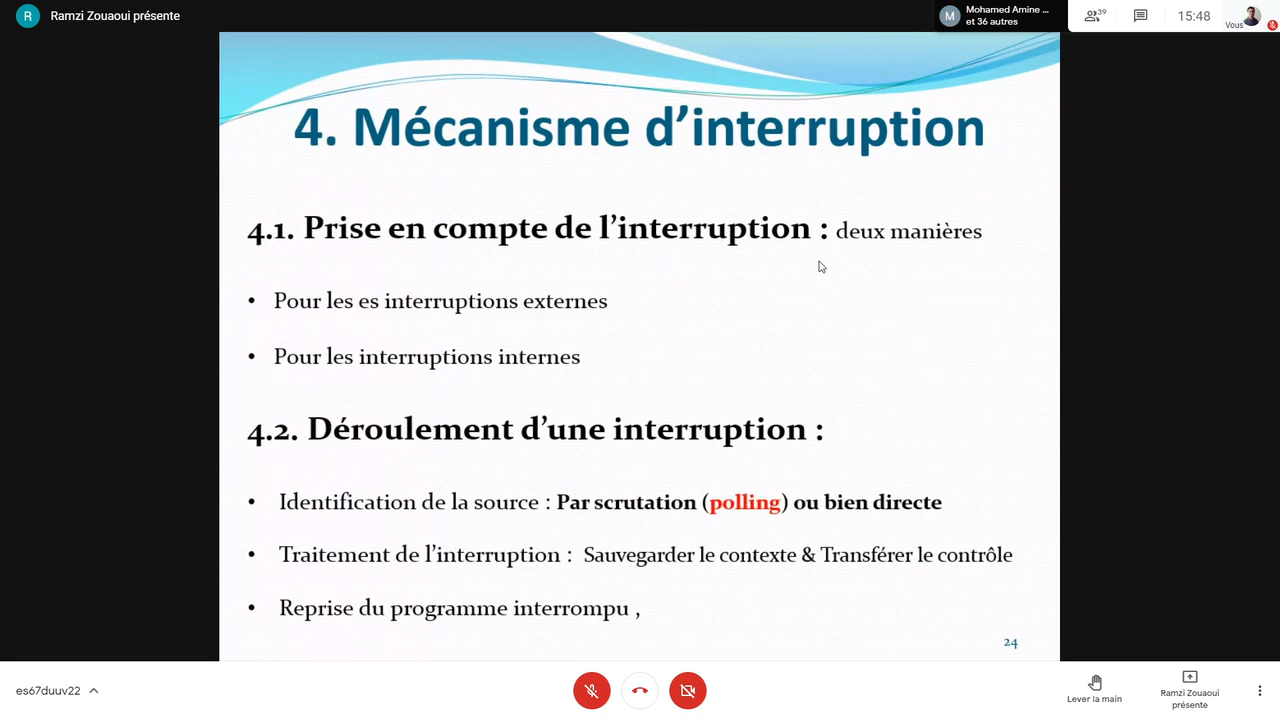 R
Ramzi Zouaoui présente
M
Mohamed Amine ...
et 36 autres
39
15:48
Vous
4. Mécanisme d’interruption
4.1. Prise en compte de l’interruption : deux manières
• Pour les es interruptions externes
• Pour les interruptions internes
4.2. Déroulement d’une interruption :
• Identification de la source : Par scrutation (polling) ou bien directe
• Traitement de l’interruption : Sauvegarder le contexte & Transférer le contrôle
• Reprise du programme interrompu ,
24
es67duuv22
Lever la main
Ramzi Zouaoui
présente